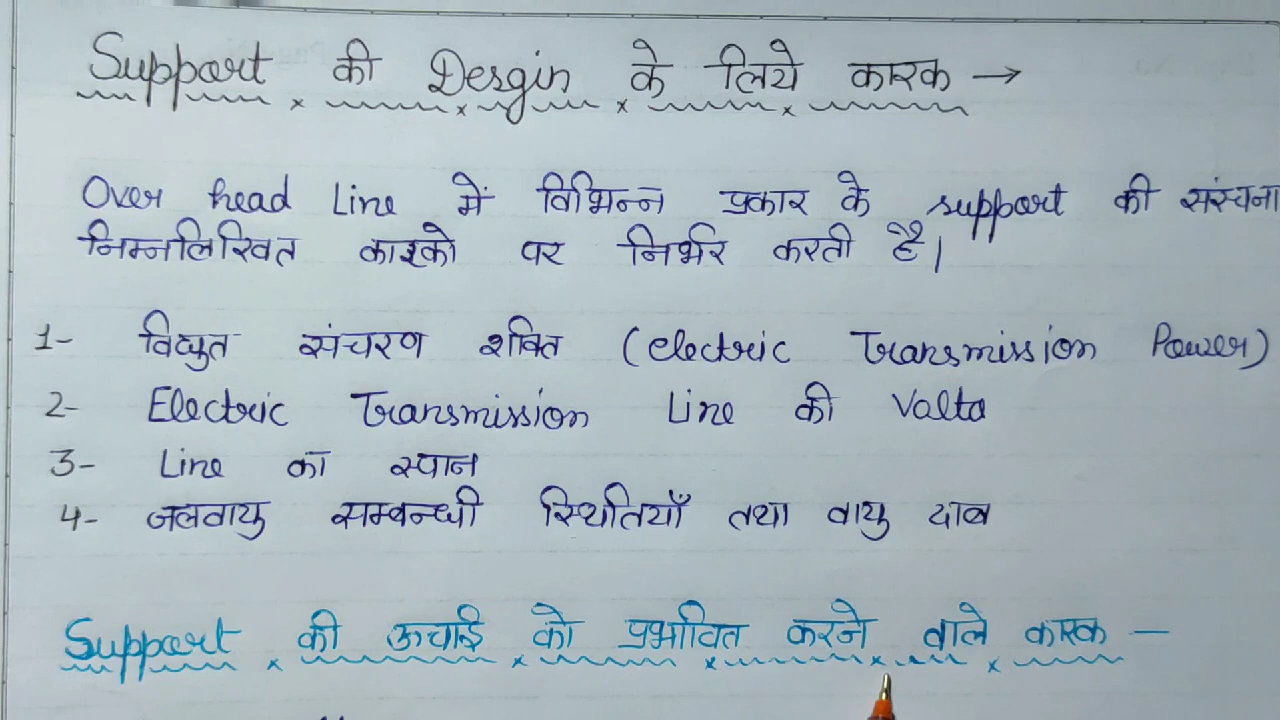 Support की Desgin के लिये कारक →
Over head Line में विभिन्न प्रकार के support की संरचना
निम्नलिखित कारको पर निर्भर करती है।
1- विद्युत संचरण शक्ति (electric Transmission Power)
2- Electric Transmission Line की Valta
3- Line का स्पान
4- जलवायु सम्बन्धी स्थितियाँ तथा वायु दाब
Support की ऊचाई को प्रभावित करने वाले कारक —